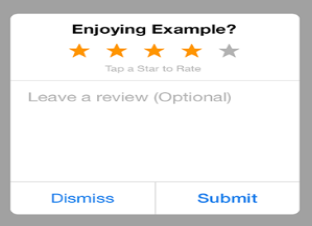 Enjoying Example?
Tap a Star to Rate
Leave a review (Optional)
Dismiss
Submit